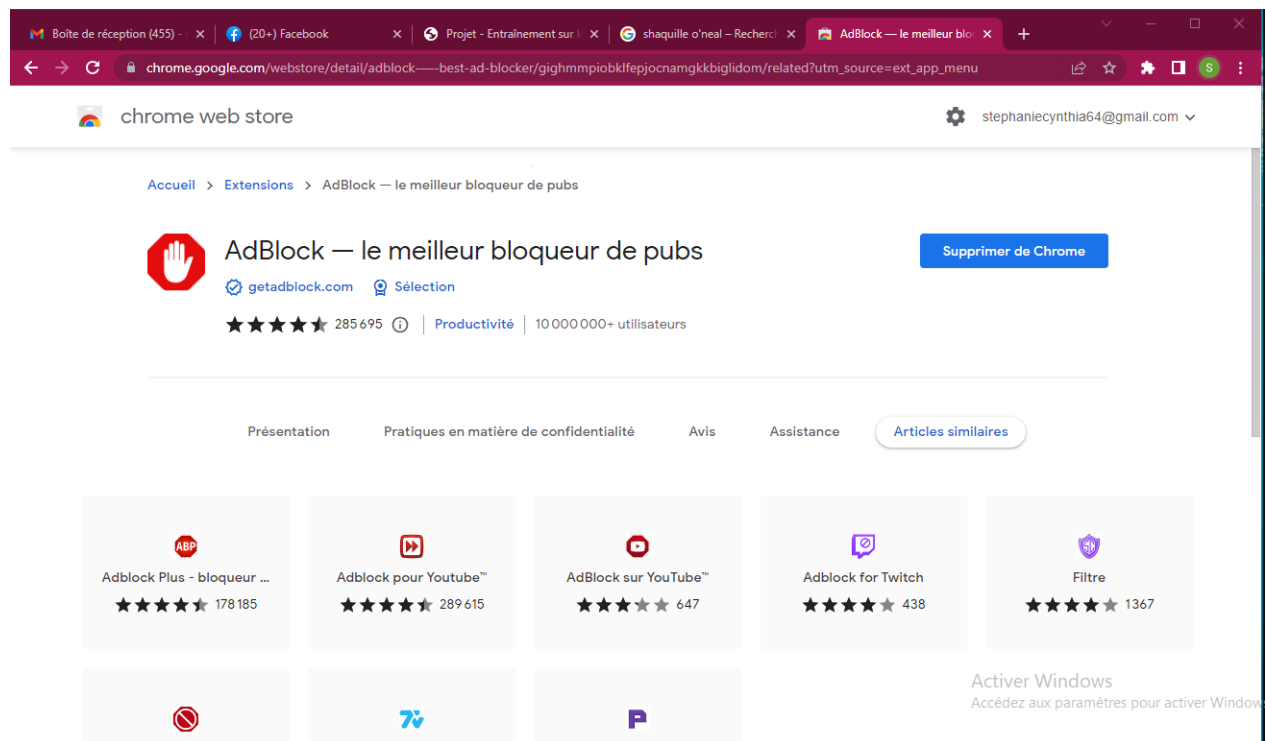 Boîte de réception (455) -
(20+) Facebook
Projet - Entraînement sur l
shaquille o'neal – Recherch
AdBlock — le meilleur bloc
chrome.google.com/webstore/detail/adblock-—-best-ad-blocker/gighmmpiobklfepjocnamgkkbiglidom/related?utm_source=ext_app_menu
S
chrome web store
stephaniecynthia64@gmail.com
Accueil > Extensions > AdBlock — le meilleur bloqueur de pubs
AdBlock — le meilleur bloqueur de pubs
Supprimer de Chrome
getadblock.com Sélection
285 695 Productivité 10 000 000+ utilisateurs
Présentation Pratiques en matière de confidentialité Avis Assistance Articles similaires
ABP
Adblock Plus - bloqueur ...
178 185
Adblock pour Youtube™
289 615
AdBlock sur YouTube™
647
Adblock for Twitch
438
Filtre
1367
Activer Windows
Accédez aux paramètres pour activer Window